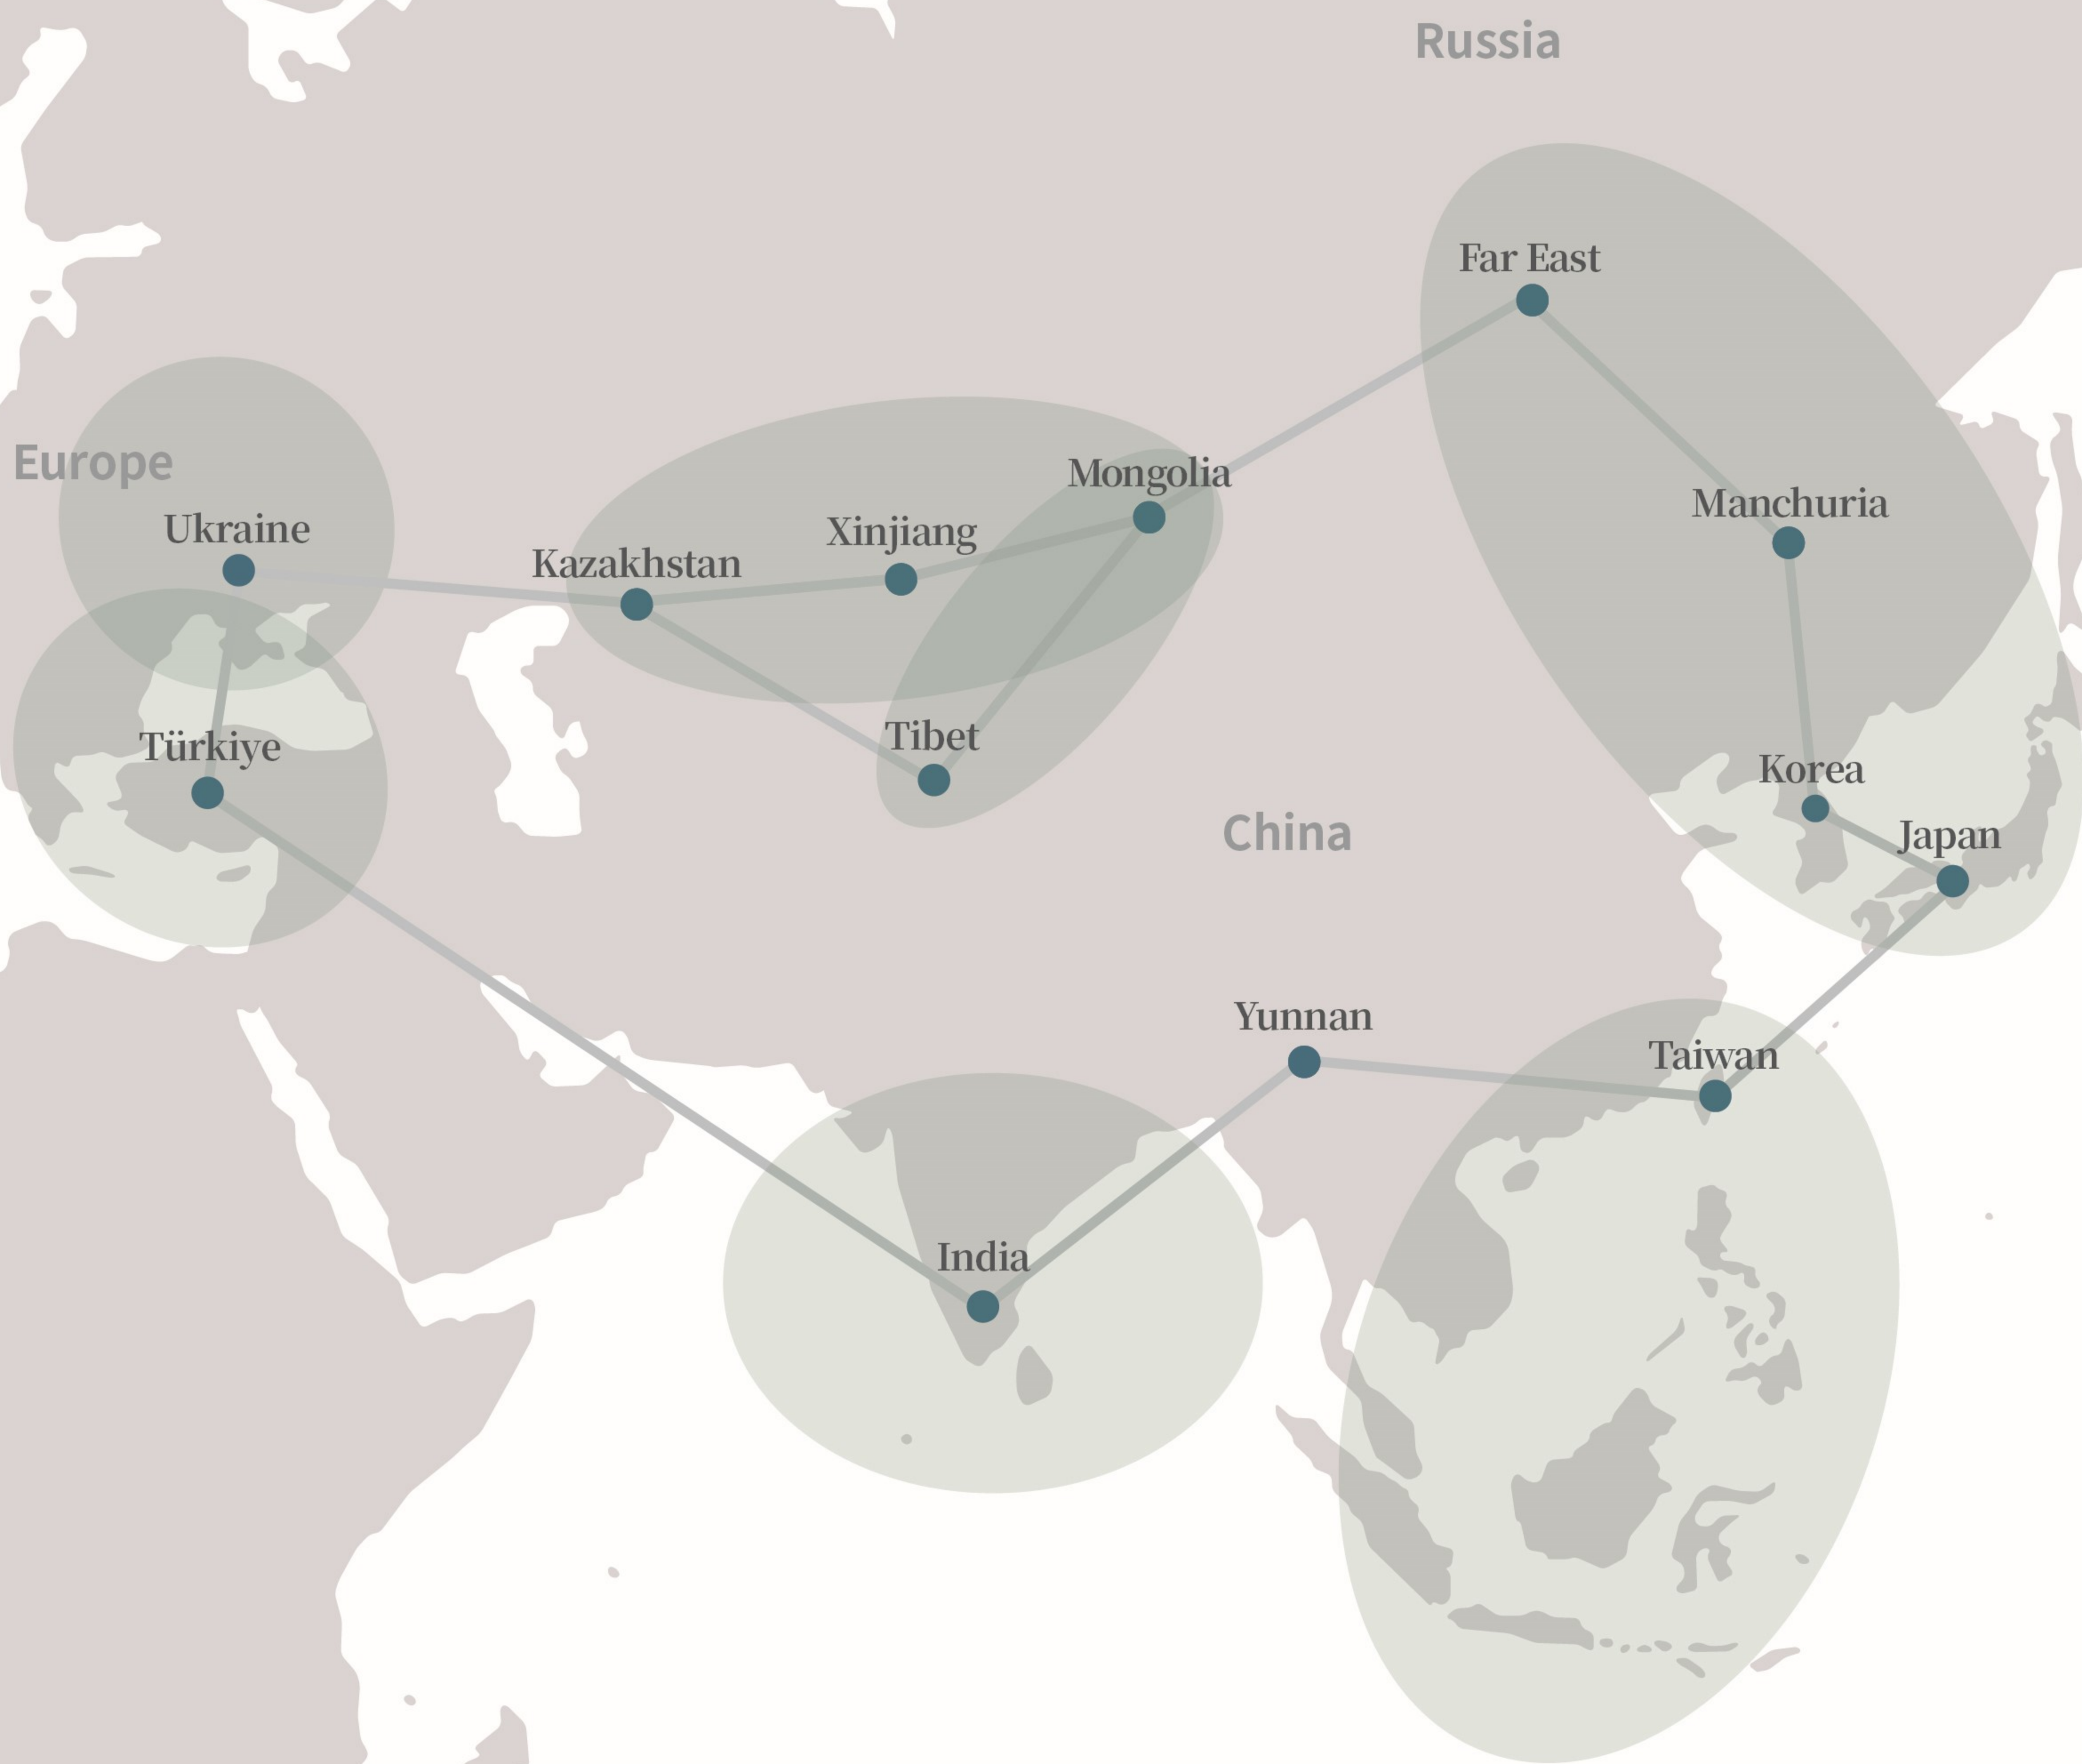 Russia
Far East
Europe
Mongolia
Manchuria
Ukraine
Xinjiang
Kazakhstan
Türkiye
Tibet
Korea
China
Japan
Yunnan
Taiwan
India